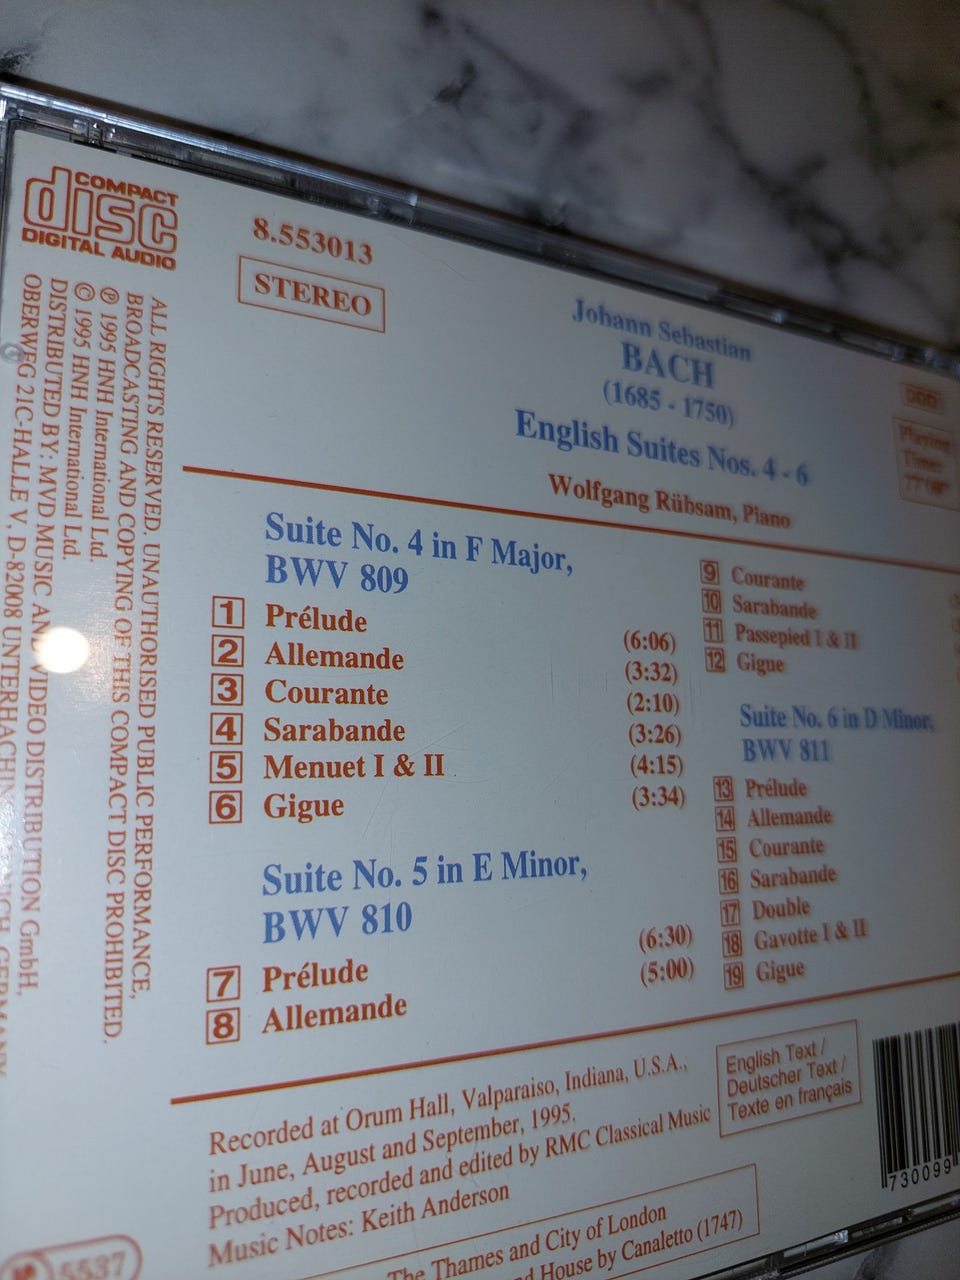 COMPACT
disc
DIGITAL AUDIO
8.553013
STEREO
Johann Sebastian
BACH
(1685 - 1750)
English Suites Nos. 4 - 6
Wolfgang Rübsam, Piano
DDD
Playing
Time:
Suite No. 4 in F Major,
BWV 809
1 Prélude (6:06)
2 Allemande (3:32)
3 Courante (2:10)
4 Sarabande (3:26)
5 Menuet I & II (4:15)
6 Gigue (3:34)
Suite No. 5 in E Minor,
BWV 810
7 Prélude (6:30)
8 Allemande (5:00)
9 Courante
10 Sarabande
11 Passepied I & II
12 Gigue
Suite No. 6 in D Minor,
BWV 811
13 Prélude
14 Allemande
15 Courante
16 Sarabande
17 Double
18 Gavotte I & II
19 Gigue
Recorded at Orum Hall, Valparaiso, Indiana, U.S.A.,
in June, August and September, 1995.
Produced, recorded and edited by RMC Classical Music
Music Notes: Keith Anderson
English Text /
Deutscher Text /
Texte en français
The Thames and City of London
House by Canaletto (1747)
730099
5537
ALL RIGHTS RESERVED. UNAUTHORISED PUBLIC PERFORMANCE,
BROADCASTING AND COPYING OF THIS COMPACT DISC PROHIBITED.
℗ 1995 HNH International Ltd.
© 1995 HNH International Ltd.
DISTRIBUTED BY: MVD MUSIC AND VIDEO DISTRIBUTION GmbH,
OBERWEG 21C-HALLE V, D-82008 UNTERHACHING